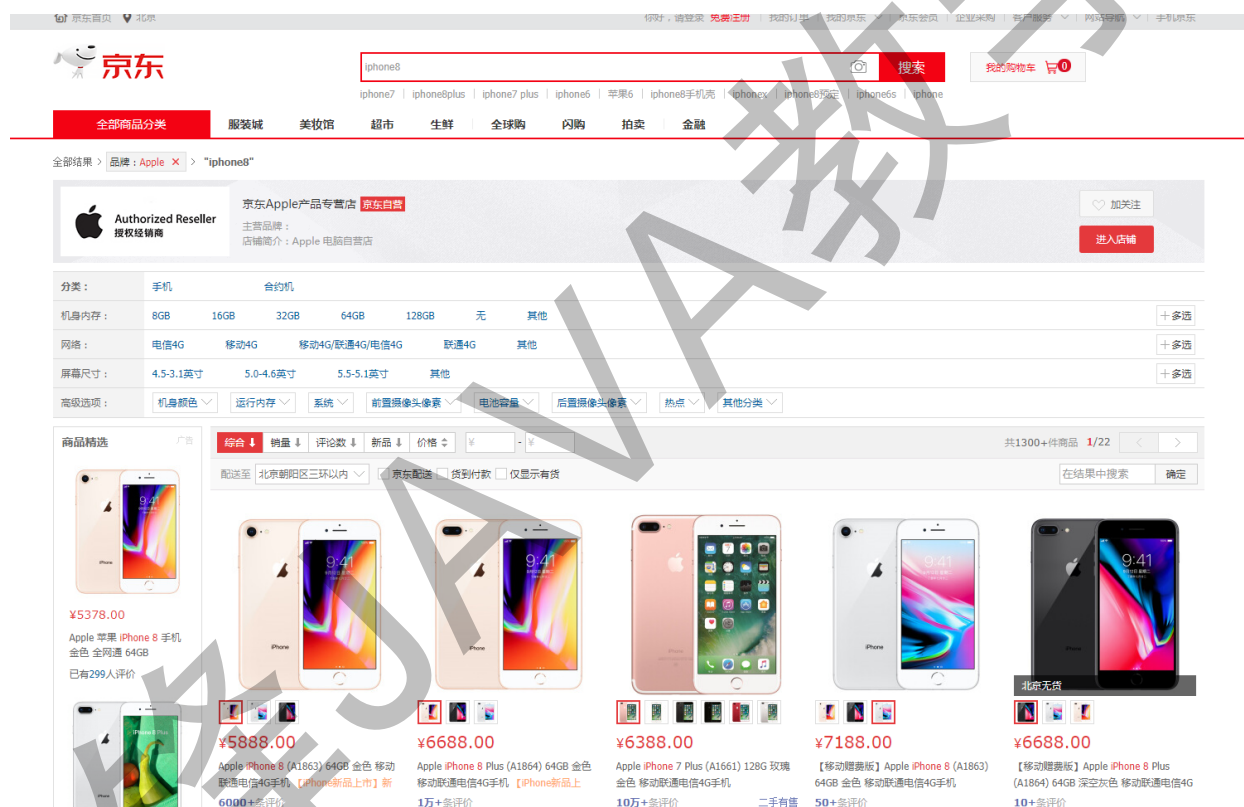 京东首页 北京 你好，请登录 免费注册 我的订单 我的京东 京东会员 企业采购 客户服务 网站导航 手机京东
京东
iphone8 搜索 我的购物车 0
iphone7 iphone8plus iphone7 plus iphone6 苹果6 iphone8手机壳 iphonex iphone8预定 iphone6s iphone
全部商品分类 服装城 美妆馆 超市 生鲜 全球购 闪购 拍卖 金融
全部结果 > 品牌：Apple × > "iphone8"
Authorized Reseller
授权经销商
京东Apple产品专营店 京东自营
主营品牌：
店铺简介：Apple 电脑自营店
加关注
进入店铺
分类： 手机 合约机
机身内存： 8GB 16GB 32GB 64GB 128GB 无 其他 +多选
网络： 电信4G 移动4G 移动4G/联通4G/电信4G 联通4G 其他 +多选
屏幕尺寸： 4.5-3.1英寸 5.0-4.6英寸 5.5-5.1英寸 其他 +多选
高级选项： 机身颜色 运行内存 系统 前置摄像头像素 电池容量 后置摄像头像素 热点 其他分类
商品精选 广告
¥5378.00
Apple 苹果 iPhone 8 手机
金色 全网通 64GB
已有299人评价
综合 销量 评论数 新品 价格 ¥ - ¥ 共1300+件商品 1/22 < >
配送至 北京朝阳区三环以内 京东配送 货到付款 仅显示有货 在结果中搜索 确定
北京无货
¥5888.00
Apple iPhone 8 (A1863) 64GB 金色 移动
联通电信4G手机 【iPhone新品上市】新
6000+条评价
¥6688.00
Apple iPhone 8 Plus (A1864) 64GB 金色
移动联通电信4G手机 【iPhone新品上
1万+条评价
¥6388.00
Apple iPhone 7 Plus (A1661) 128G 玫瑰
金色 移动联通电信4G手机
10万+条评价 二手有售
¥7188.00
【移动赠费版】Apple iPhone 8 (A1863)
64GB 金色 移动联通电信4G手机
50+条评价
¥6688.00
【移动赠费版】Apple iPhone 8 Plus
(A1864) 64GB 深空灰色 移动联通电信4G
10+条评价
JAVA教